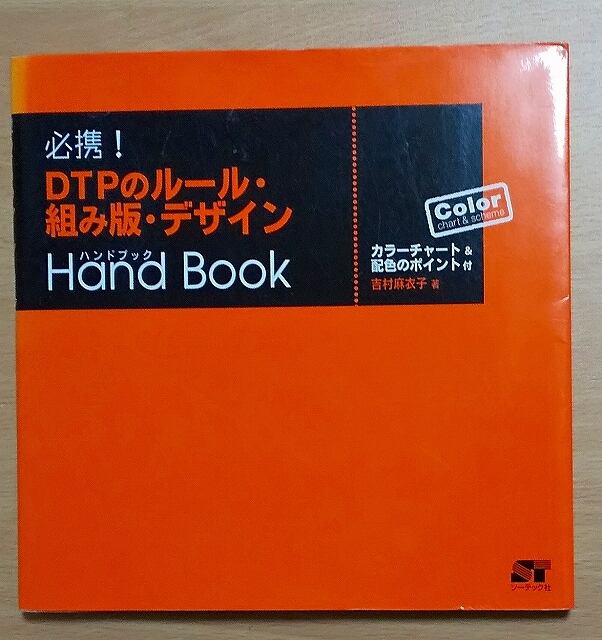 必携！
DTPのルール・
組み版・デザイン
ハンドブック
Hand Book
Color
chart & scheme
カラーチャート&
配色のポイント付
吉村麻衣子 著
ST
ソーテック社